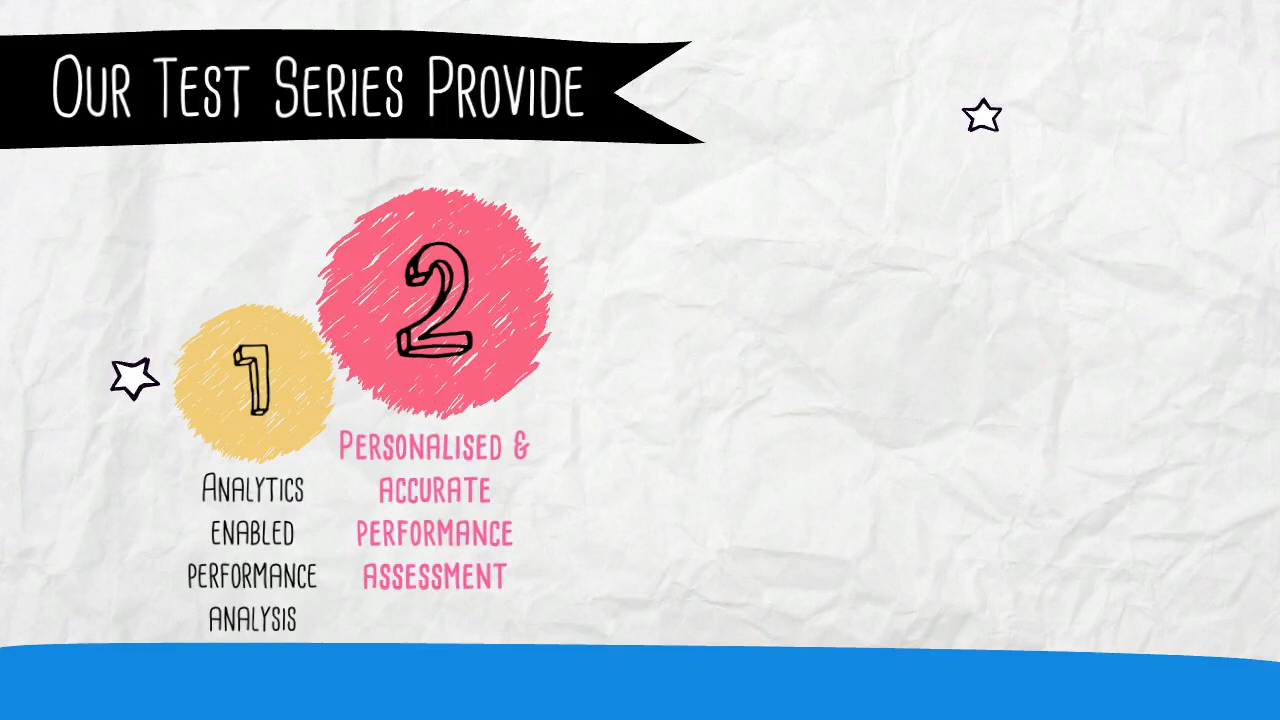 Our Test Series Provide
1
Analytics
enabled
performance
analysis
2
Personalised &
accurate
performance
assessment